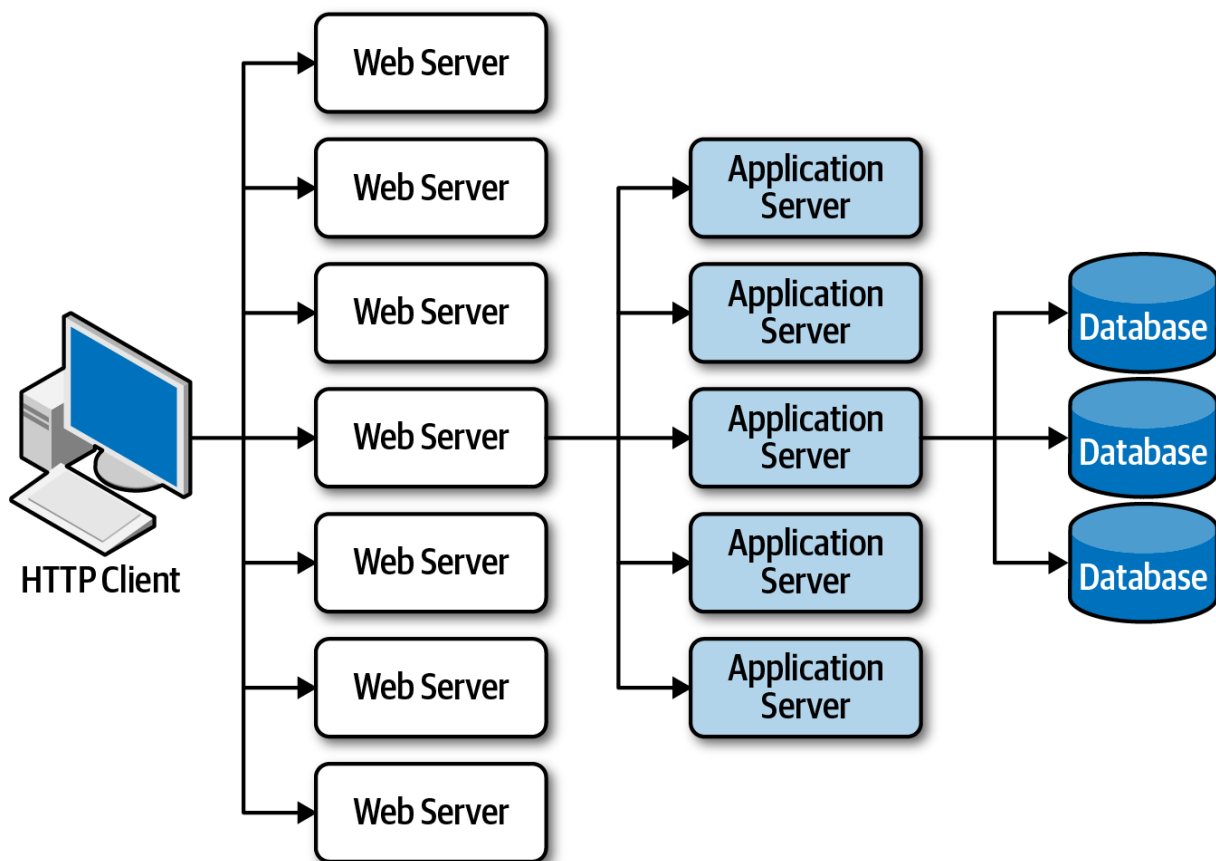 Web Server
Web Server
Web Server
Web Server
Web Server
Web Server
Web Server
Application
Server
Application
Server
Application
Server
Application
Server
Application
Server
Database
Database
Database
HTTP Client